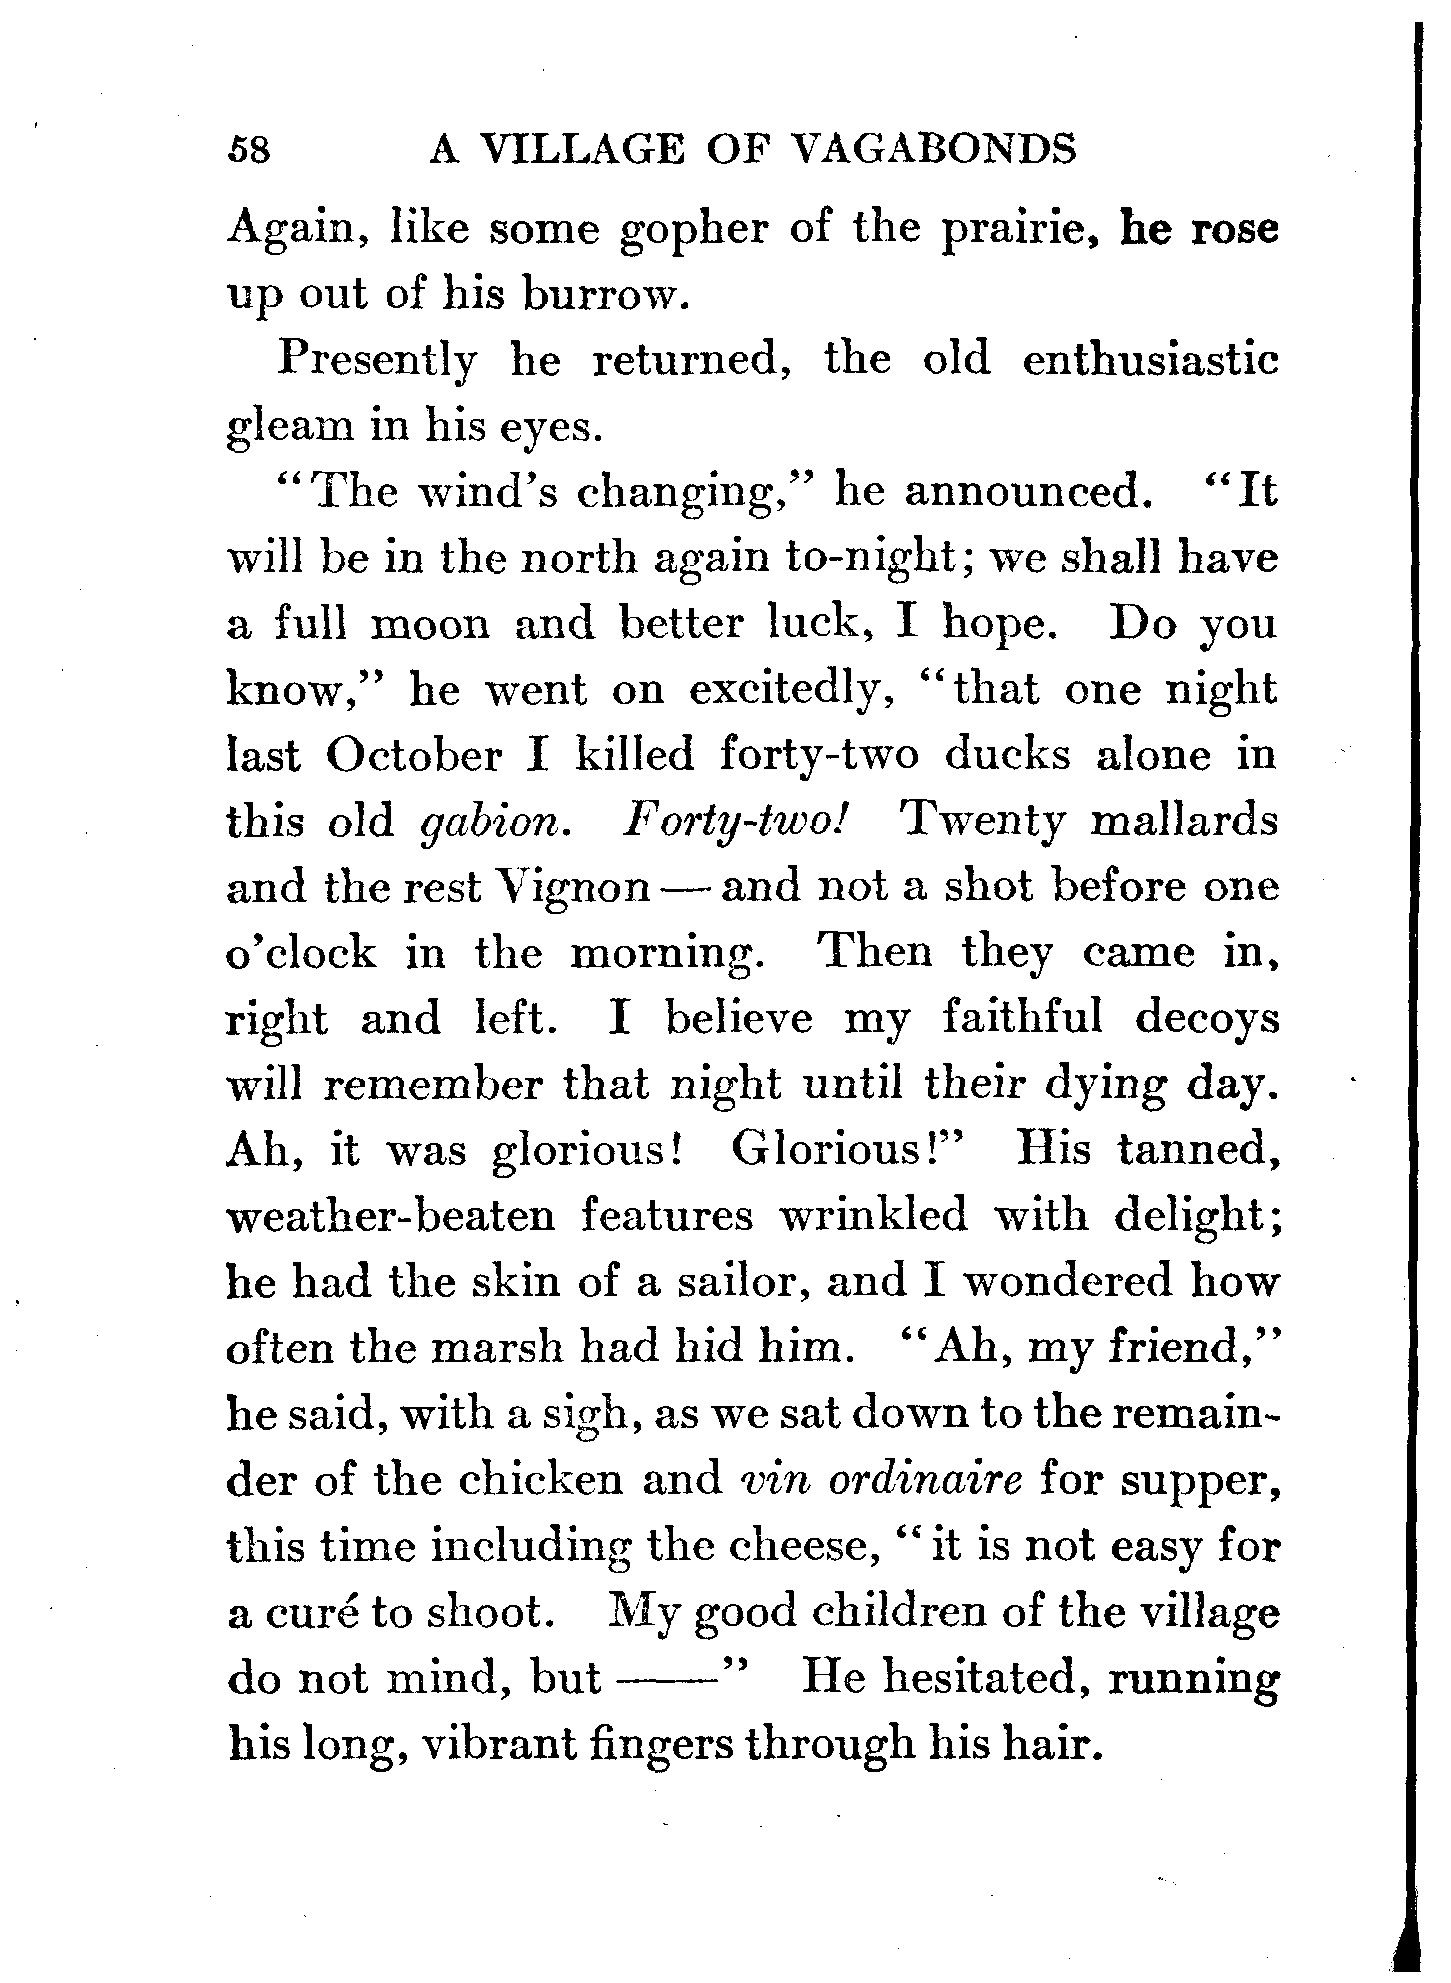 58 A VILLAGE OF VAGABONDS
Again, like some gopher of the prairie, he rose
up out of his burrow.
Presently he returned, the old enthusiastic
gleam in his eyes.
“The wind’s changing,” he announced. “It
will be in the north again to-night; we shall have
a full moon and better luck, I hope. Do you
know,” he went on excitedly, “that one night
last October I killed forty-two ducks alone in
this old gabion. Forty-two! Twenty mallards
and the rest Vignon — and not a shot before one
o’clock in the morning. Then they came in,
right and left. I believe my faithful decoys
will remember that night until their dying day.
Ah, it was glorious! Glorious!” His tanned,
weather-beaten features wrinkled with delight;
he had the skin of a sailor, and I wondered how
often the marsh had hid him. “Ah, my friend,”
he said, with a sigh, as we sat down to the remain-
der of the chicken and vin ordinaire for supper,
this time including the cheese, “it is not easy for
a curé to shoot. My good children of the village
do not mind, but ——” He hesitated, running
his long, vibrant fingers through his hair.